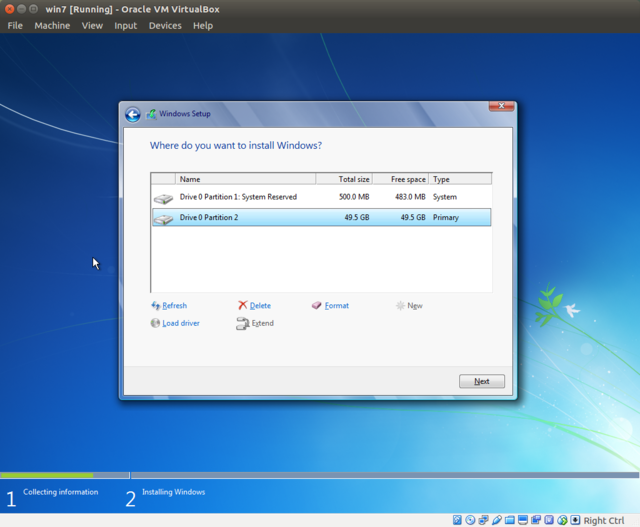 win7 [Running] - Oracle VM VirtualBox
File Machine View Input Devices Help
Windows Setup
Where do you want to install Windows?
Name Total size Free space Type
Drive 0 Partition 1: System Reserved 500.0 MB 483.0 MB System
Drive 0 Partition 2 49.5 GB 49.5 GB Primary
Refresh Delete Format New
Load driver Extend
Next
1 Collecting information 2 Installing Windows
Right Ctrl